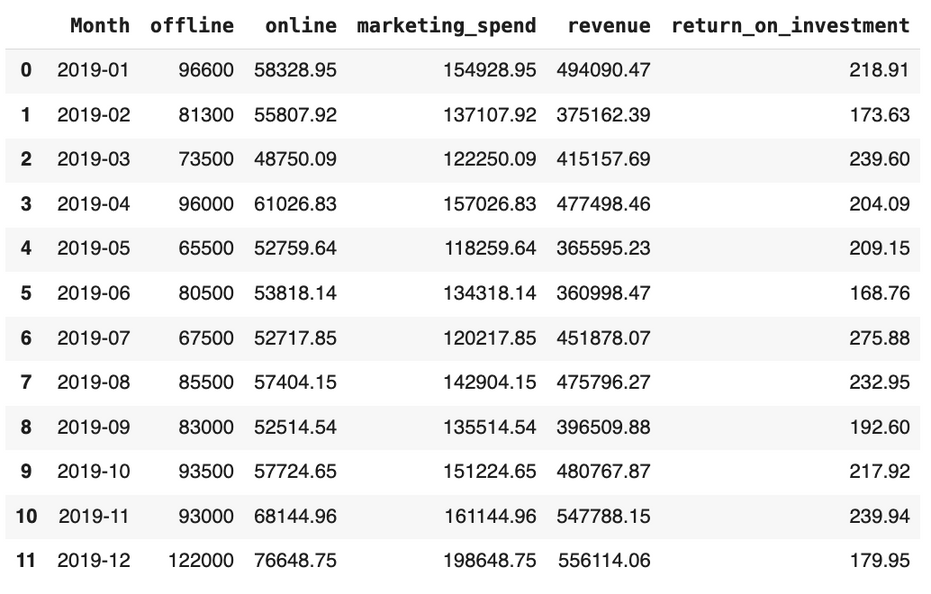 Month offline online marketing_spend revenue return_on_investment
0 2019-01 96600 58328.95 154928.95 494090.47 218.91
1 2019-02 81300 55807.92 137107.92 375162.39 173.63
2 2019-03 73500 48750.09 122250.09 415157.69 239.60
3 2019-04 96000 61026.83 157026.83 477498.46 204.09
4 2019-05 65500 52759.64 118259.64 365595.23 209.15
5 2019-06 80500 53818.14 134318.14 360998.47 168.76
6 2019-07 67500 52717.85 120217.85 451878.07 275.88
7 2019-08 85500 57404.15 142904.15 475796.27 232.95
8 2019-09 83000 52514.54 135514.54 396509.88 192.60
9 2019-10 93500 57724.65 151224.65 480767.87 217.92
10 2019-11 93000 68144.96 161144.96 547788.15 239.94
11 2019-12 122000 76648.75 198648.75 556114.06 179.95